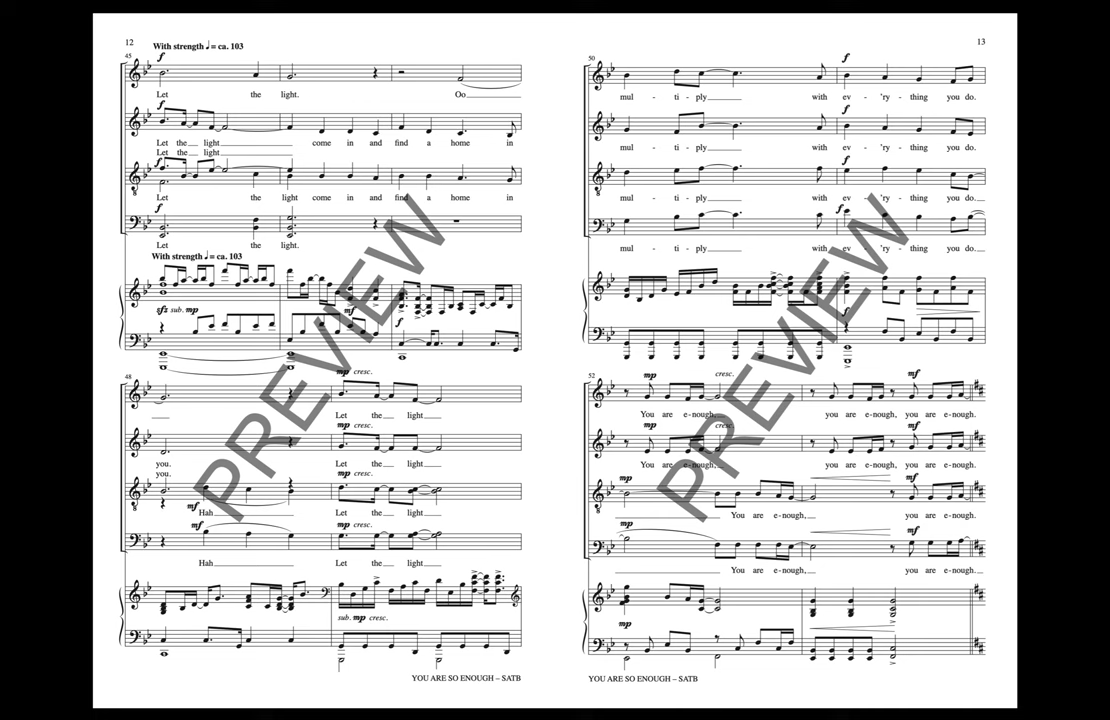 12
With strength ♩ = ca. 103
45
f
Let the light. Oo
f
Let the light come in and find a home in
Let the light
f
Let the light come in and find a home in
f
Let the light.
With strength ♩ = ca. 103
sfz sub. mp
mf
f
48
mp cresc.
Let the light
mp cresc.
you. Let the light
you.
mp cresc.
mf
Hah Let the light
mf
mp cresc.
Hah Let the light
sub. mp cresc.
YOU ARE SO ENOUGH – SATB
PREVIEW
13
50
f
mul - ti - ply with ev - 'ry - thing you do.
f
mul - ti - ply with ev - 'ry - thing you do.
f
mul - ti - ply with ev - 'ry - thing you do.
f
mul - ti - ply with ev - 'ry - thing you do.
f
52
mp cresc. mf
You are e-nough, you are e-nough, you are e-nough.
mp cresc. mf
You are e-nough, you are e-nough, you are e-nough.
mp mf
You are e-nough, you are e-nough.
mp mf
You are e-nough, you are e-nough.
mp
YOU ARE SO ENOUGH – SATB
PREVIEW